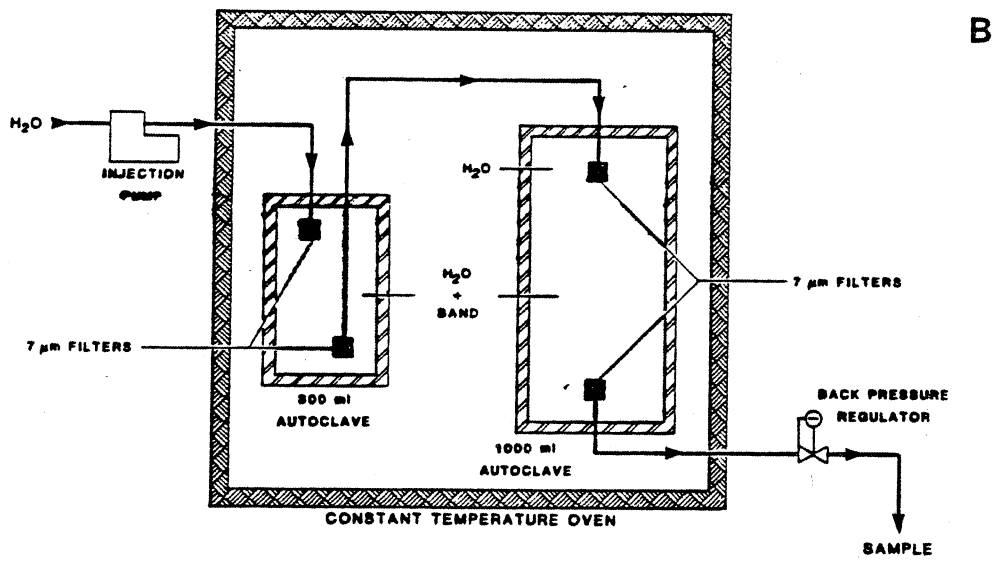 B
H₂O
INJECTION
PUMP
H₂O
H₂O
+
SAND
7 µm FILTERS
7 µm FILTERS
300 ml
AUTOCLAVE
1000 ml
AUTOCLAVE
BACK PRESSURE
REGULATOR
CONSTANT TEMPERATURE OVEN
SAMPLE